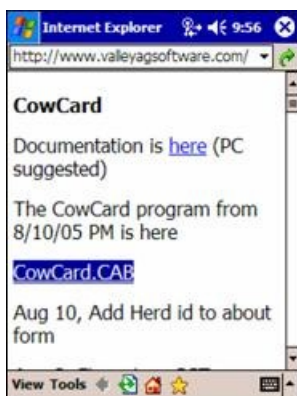 Internet Explorer 9:56
http://www.valleyagsoftware.com/
CowCard
Documentation is here (PC
suggested)
The CowCard program from
8/10/05 PM is here
CowCard.CAB
Aug 10, Add Herd id to about
form
View Tools